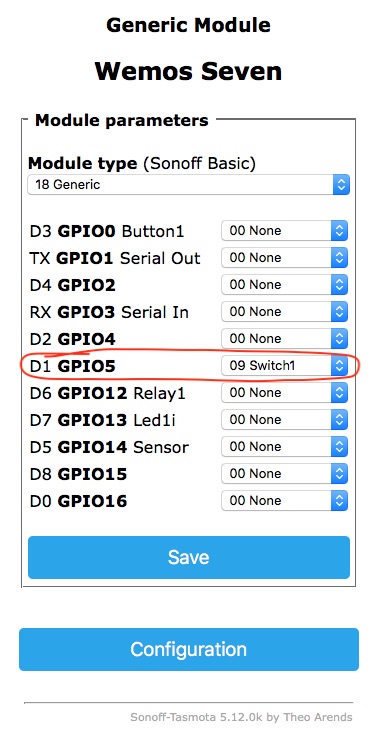 Generic Module
Wemos Seven
Module parameters
Module type (Sonoff Basic)
18 Generic
D3 GPIO0 Button1 00 None
TX GPIO1 Serial Out 00 None
D4 GPIO2 00 None
RX GPIO3 Serial In 00 None
D2 GPIO4 00 None
D1 GPIO5 09 Switch1
D6 GPIO12 Relay1 00 None
D7 GPIO13 Led1i 00 None
D5 GPIO14 Sensor 00 None
D8 GPIO15 00 None
D0 GPIO16 00 None
Save
Configuration
Sonoff-Tasmota 5.12.0k by Theo Arends